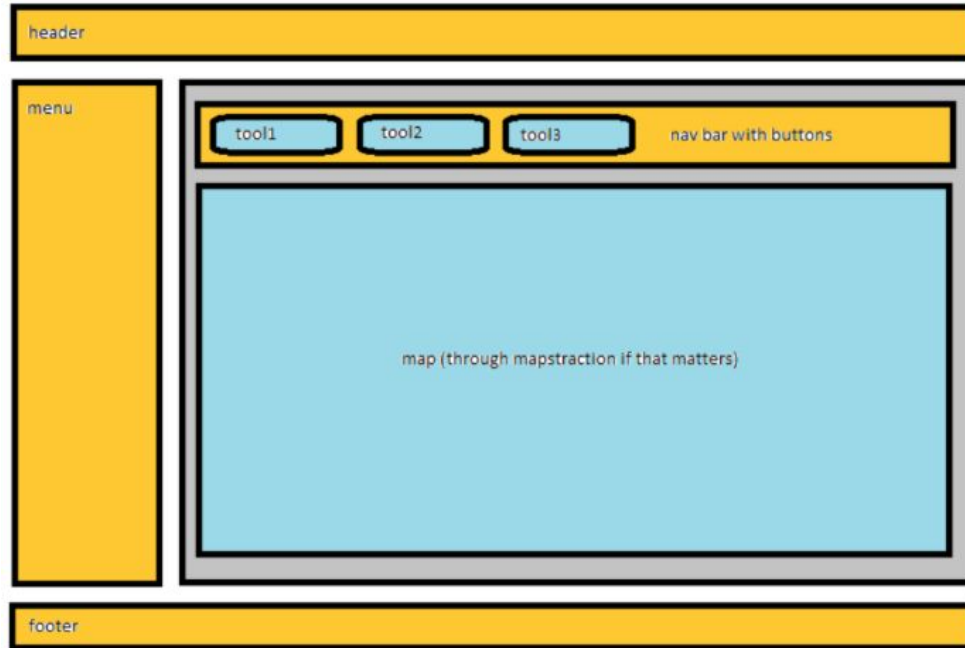 header
menu
tool1
tool2
tool3
nav bar with buttons
map (through mapstraction if that matters)
footer